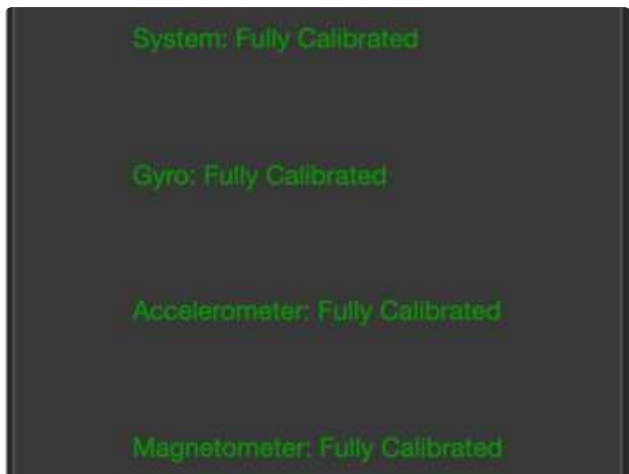 System: Fully Calibrated
Gyro: Fully Calibrated
Accelerometer: Fully Calibrated
Magnetometer: Fully Calibrated